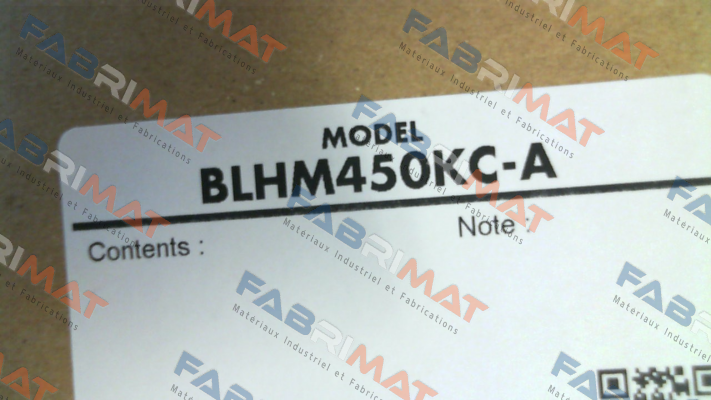 MODEL
BLHM450KC-A
Contents :
Note :
FABRIMAT
Matériaux Industriel et Fabrications